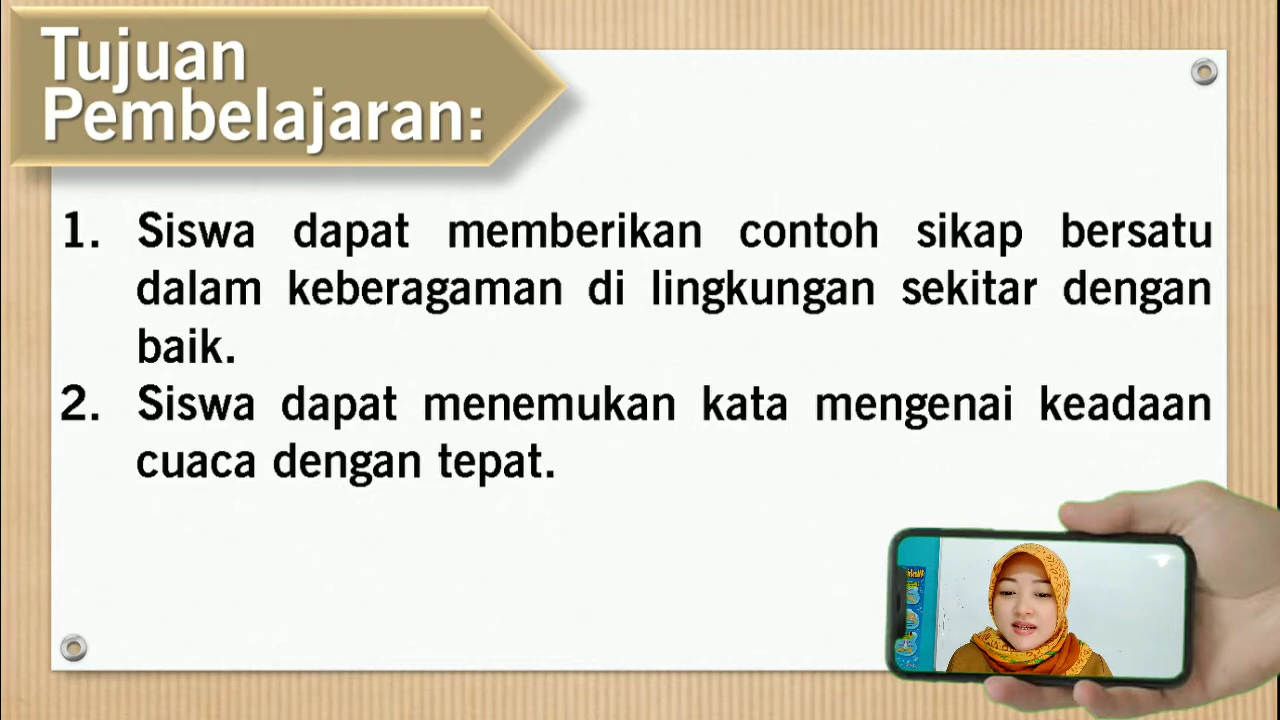 Tujuan
Pembelajaran:
1. Siswa dapat memberikan contoh sikap bersatu
dalam keberagaman di lingkungan sekitar dengan
baik.
2. Siswa dapat menemukan kata mengenai keadaan
cuaca dengan tepat.